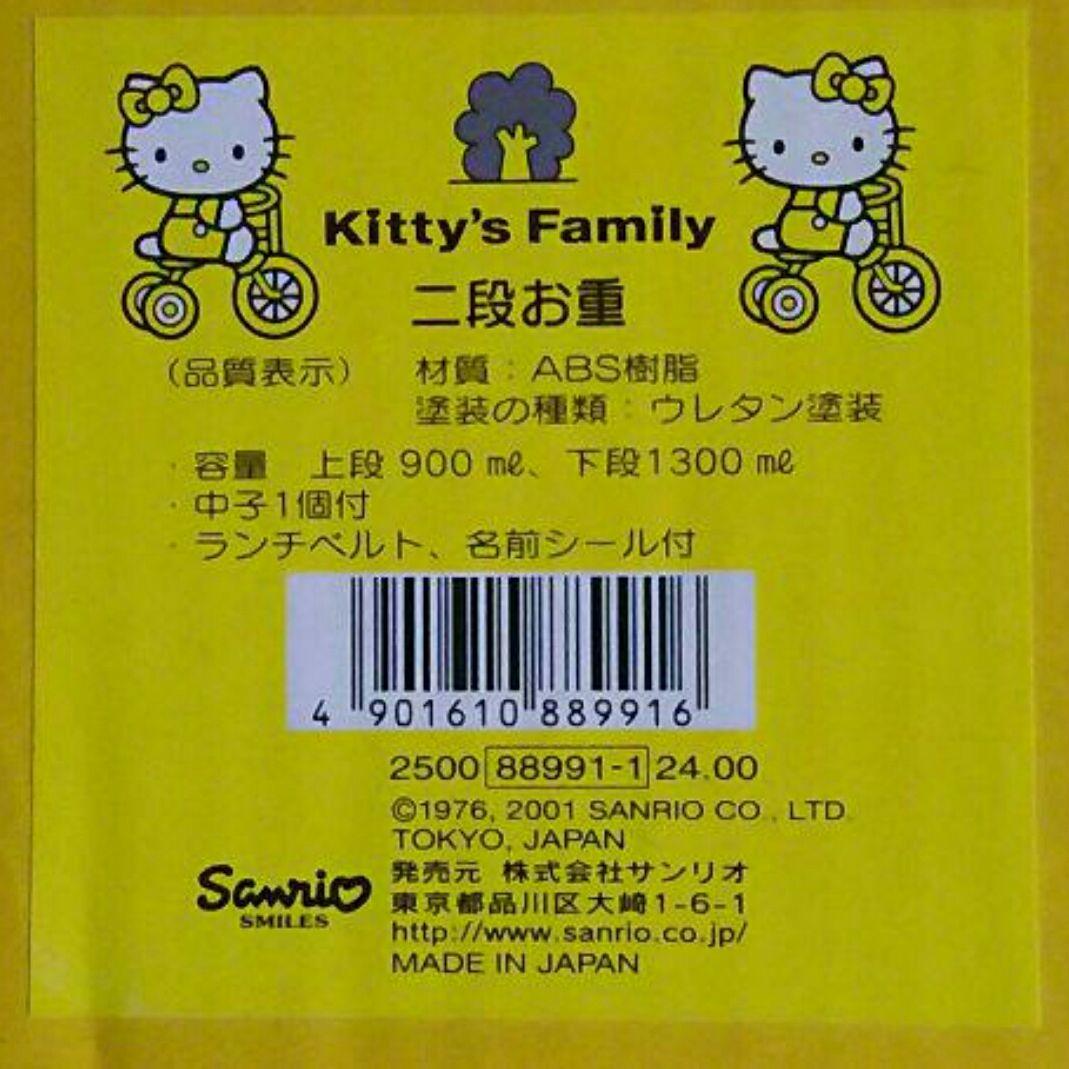 Kitty's Family
二段お重
（品質表示） 材質：ABS樹脂
塗装の種類：ウレタン塗装
・容量 上段 900 ㎖、下段1300 ㎖
・中子1個付
・ランチベルト、名前シール付
4 901610 889916
2500 88991-1 24.00
©1976, 2001 SANRIO CO., LTD.
TOKYO, JAPAN
発売元 株式会社サンリオ
東京都品川区大崎1-6-1
http://www.sanrio.co.jp/
MADE IN JAPAN
Sanrio
SMILES